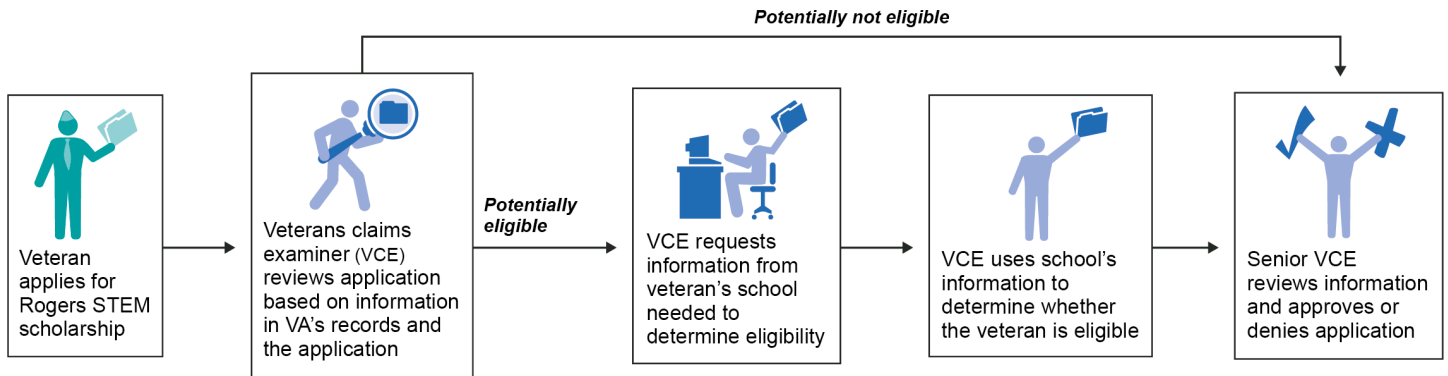 Potentially not eligible
Veteran
applies for
Rogers STEM
scholarship
Veterans claims
examiner (VCE)
reviews application
based on information
in VA’s records and
the application
Potentially
eligible
VCE requests
information from
veteran’s school
needed to
determine eligibility
VCE uses school’s
information to
determine whether
the veteran is eligible
Senior VCE
reviews information
and approves or
denies application